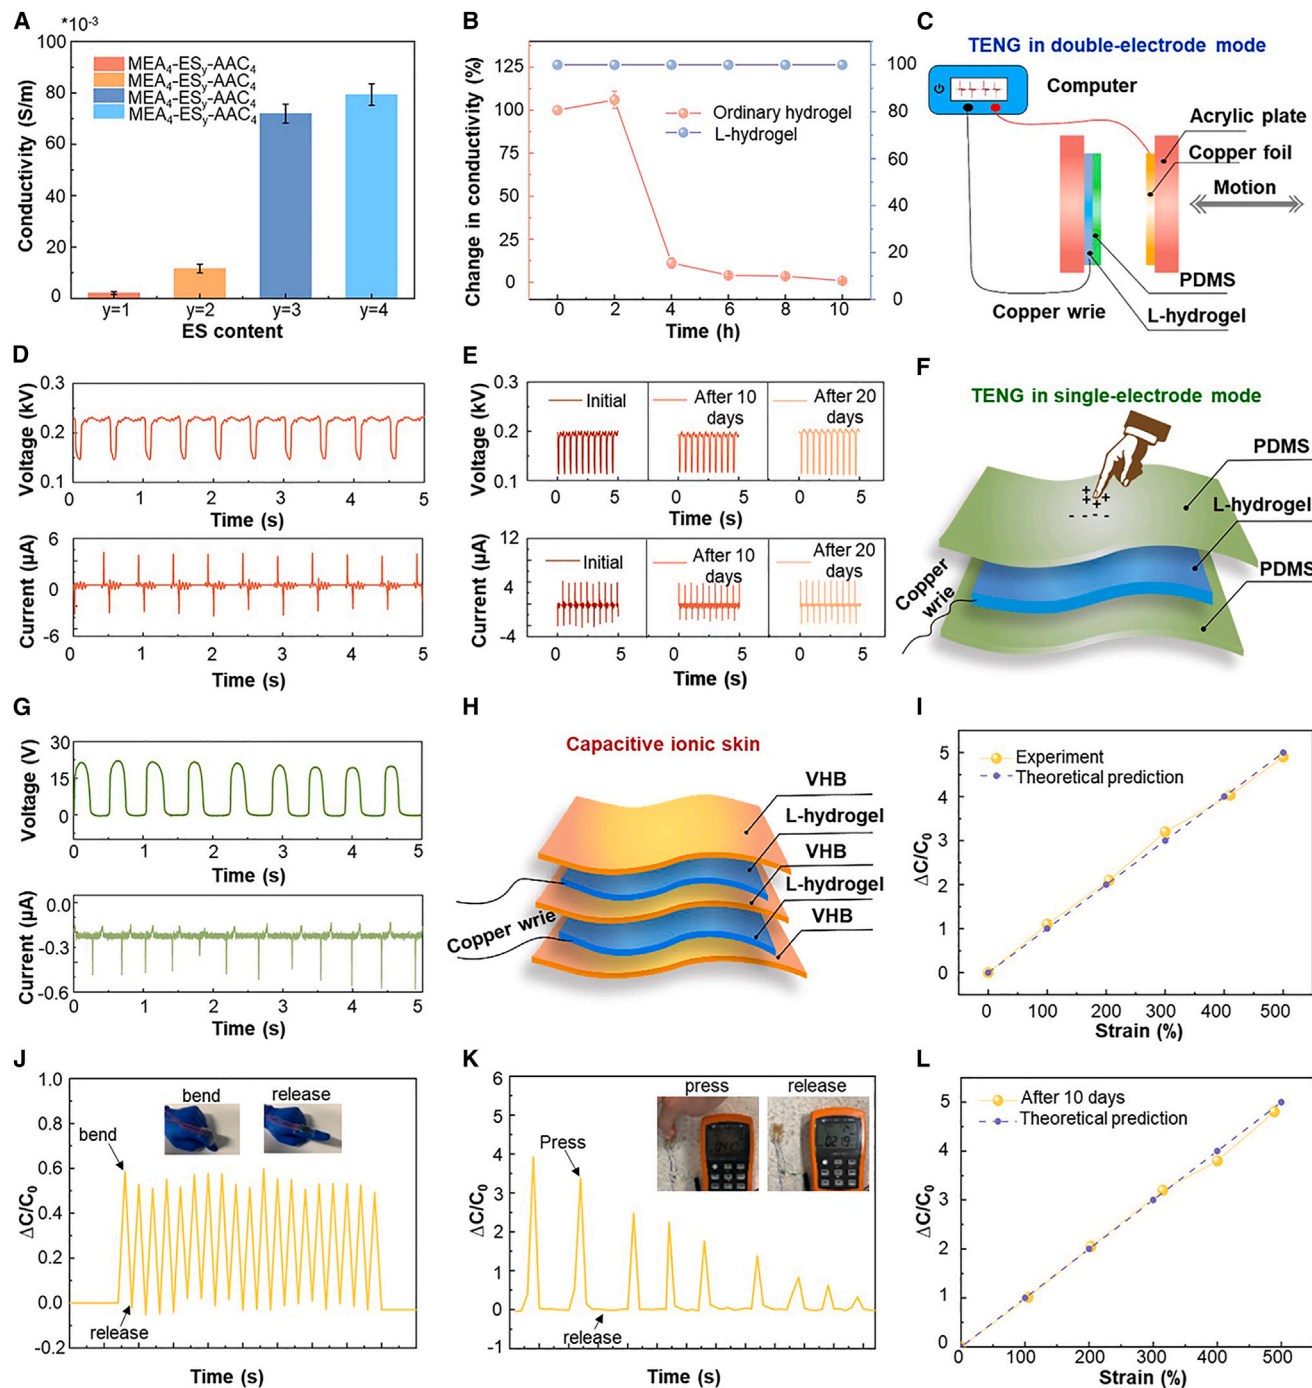 A
*10-3
100
80
60
40
20
0
Conductivity (S/m)
MEA4-ESy-AAC4
MEA4-ESy-AAC4
MEA4-ESy-AAC4
MEA4-ESy-AAC4
y=1 y=2 y=3 y=4
ES content
B
125
100
75
50
25
0
Change in conductivity (%)
Ordinary hydrogel
L-hydrogel
100
80
60
40
20
0
0 2 4 6 8 10
Time (h)
C
TENG in double-electrode mode
Computer
Acrylic plate
Copper foil
Motion
PDMS
L-hydrogel
Copper wrie
D
0.3
0.2
0.1
Voltage (kV)
0 1 2 3 4 5
Time (s)
6
0
-6
Current (μA)
0 1 2 3 4 5
Time (s)
E
0.3
0.2
0.1
Voltage (kV)
Initial
After 10
days
After 20
days
0 5 0 5 0 5
Time (s)
12
4
-4
Current (μA)
Initial
After 10
days
After 20
days
0 5 0 5 0 5
Time (s)
F
TENG in single-electrode mode
PDMS
L-hydrogel
PDMS
Copper
wrie
G
30
15
0
Voltage (V)
0 1 2 3 4 5
Time (s)
0.0
-0.3
-0.6
Current (μA)
0 1 2 3 4 5
Time (s)
H
Capacitive ionic skin
VHB
L-hydrogel
VHB
L-hydrogel
VHB
Copper wrie
I
5
4
3
2
1
0
ΔC/C0
Experiment
Theoretical prediction
0 100 200 300 400 500
Strain (%)
J
1.0
0.8
0.6
0.4
0.2
0.0
-0.2
ΔC/C0
bend release
bend
release
Time (s)
K
6
5
4
3
2
1
0
-1
ΔC/C0
press release
Press
release
Time (s)
L
5
4
3
2
1
0
ΔC/C0
After 10 days
Theoretical prediction
0 100 200 300 400 500
Strain (%)